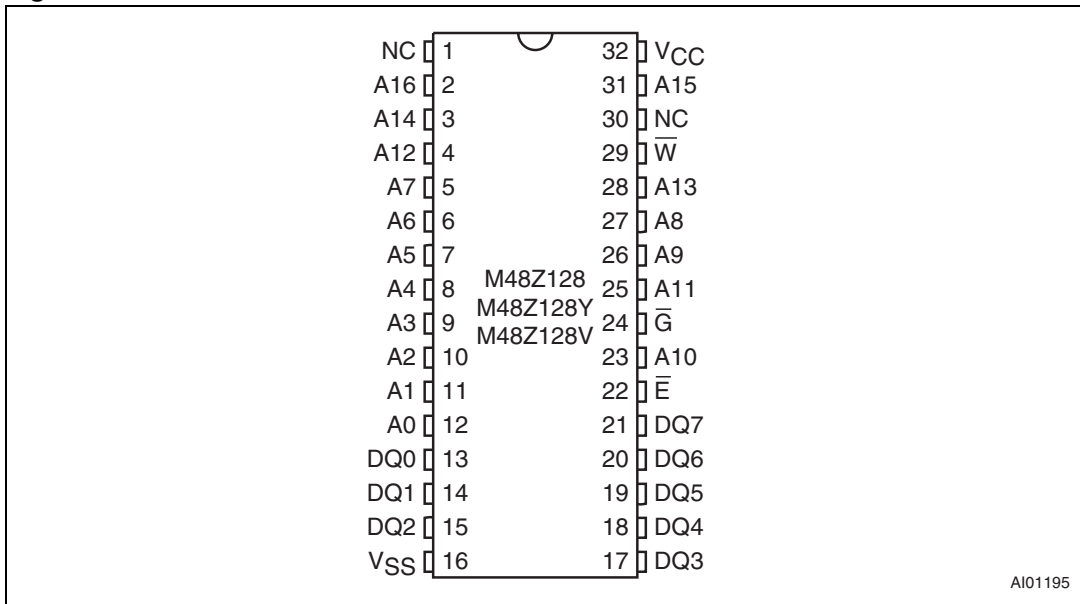 NC 1 32 VCC
A16 2 31 A15
A14 3 30 NC
A12 4 29 W̅
A7 5 28 A13
A6 6 27 A8
A5 7 26 A9
A4 8 M48Z128 25 A11
M48Z128Y
A3 9 M48Z128V 24 G̅
A2 10 23 A10
A1 11 22 E̅
A0 12 21 DQ7
DQ0 13 20 DQ6
DQ1 14 19 DQ5
DQ2 15 18 DQ4
VSS 16 17 DQ3
AI01195